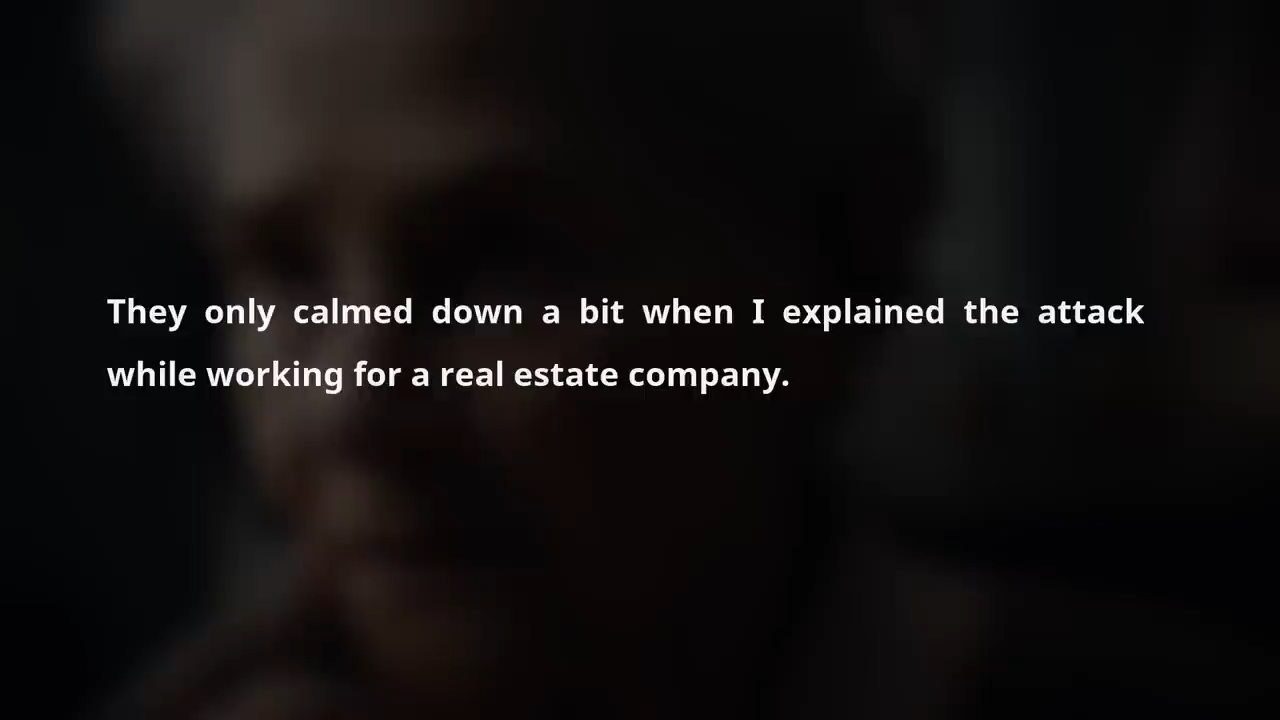 They only calmed down a bit when I explained the attack
while working for a real estate company.